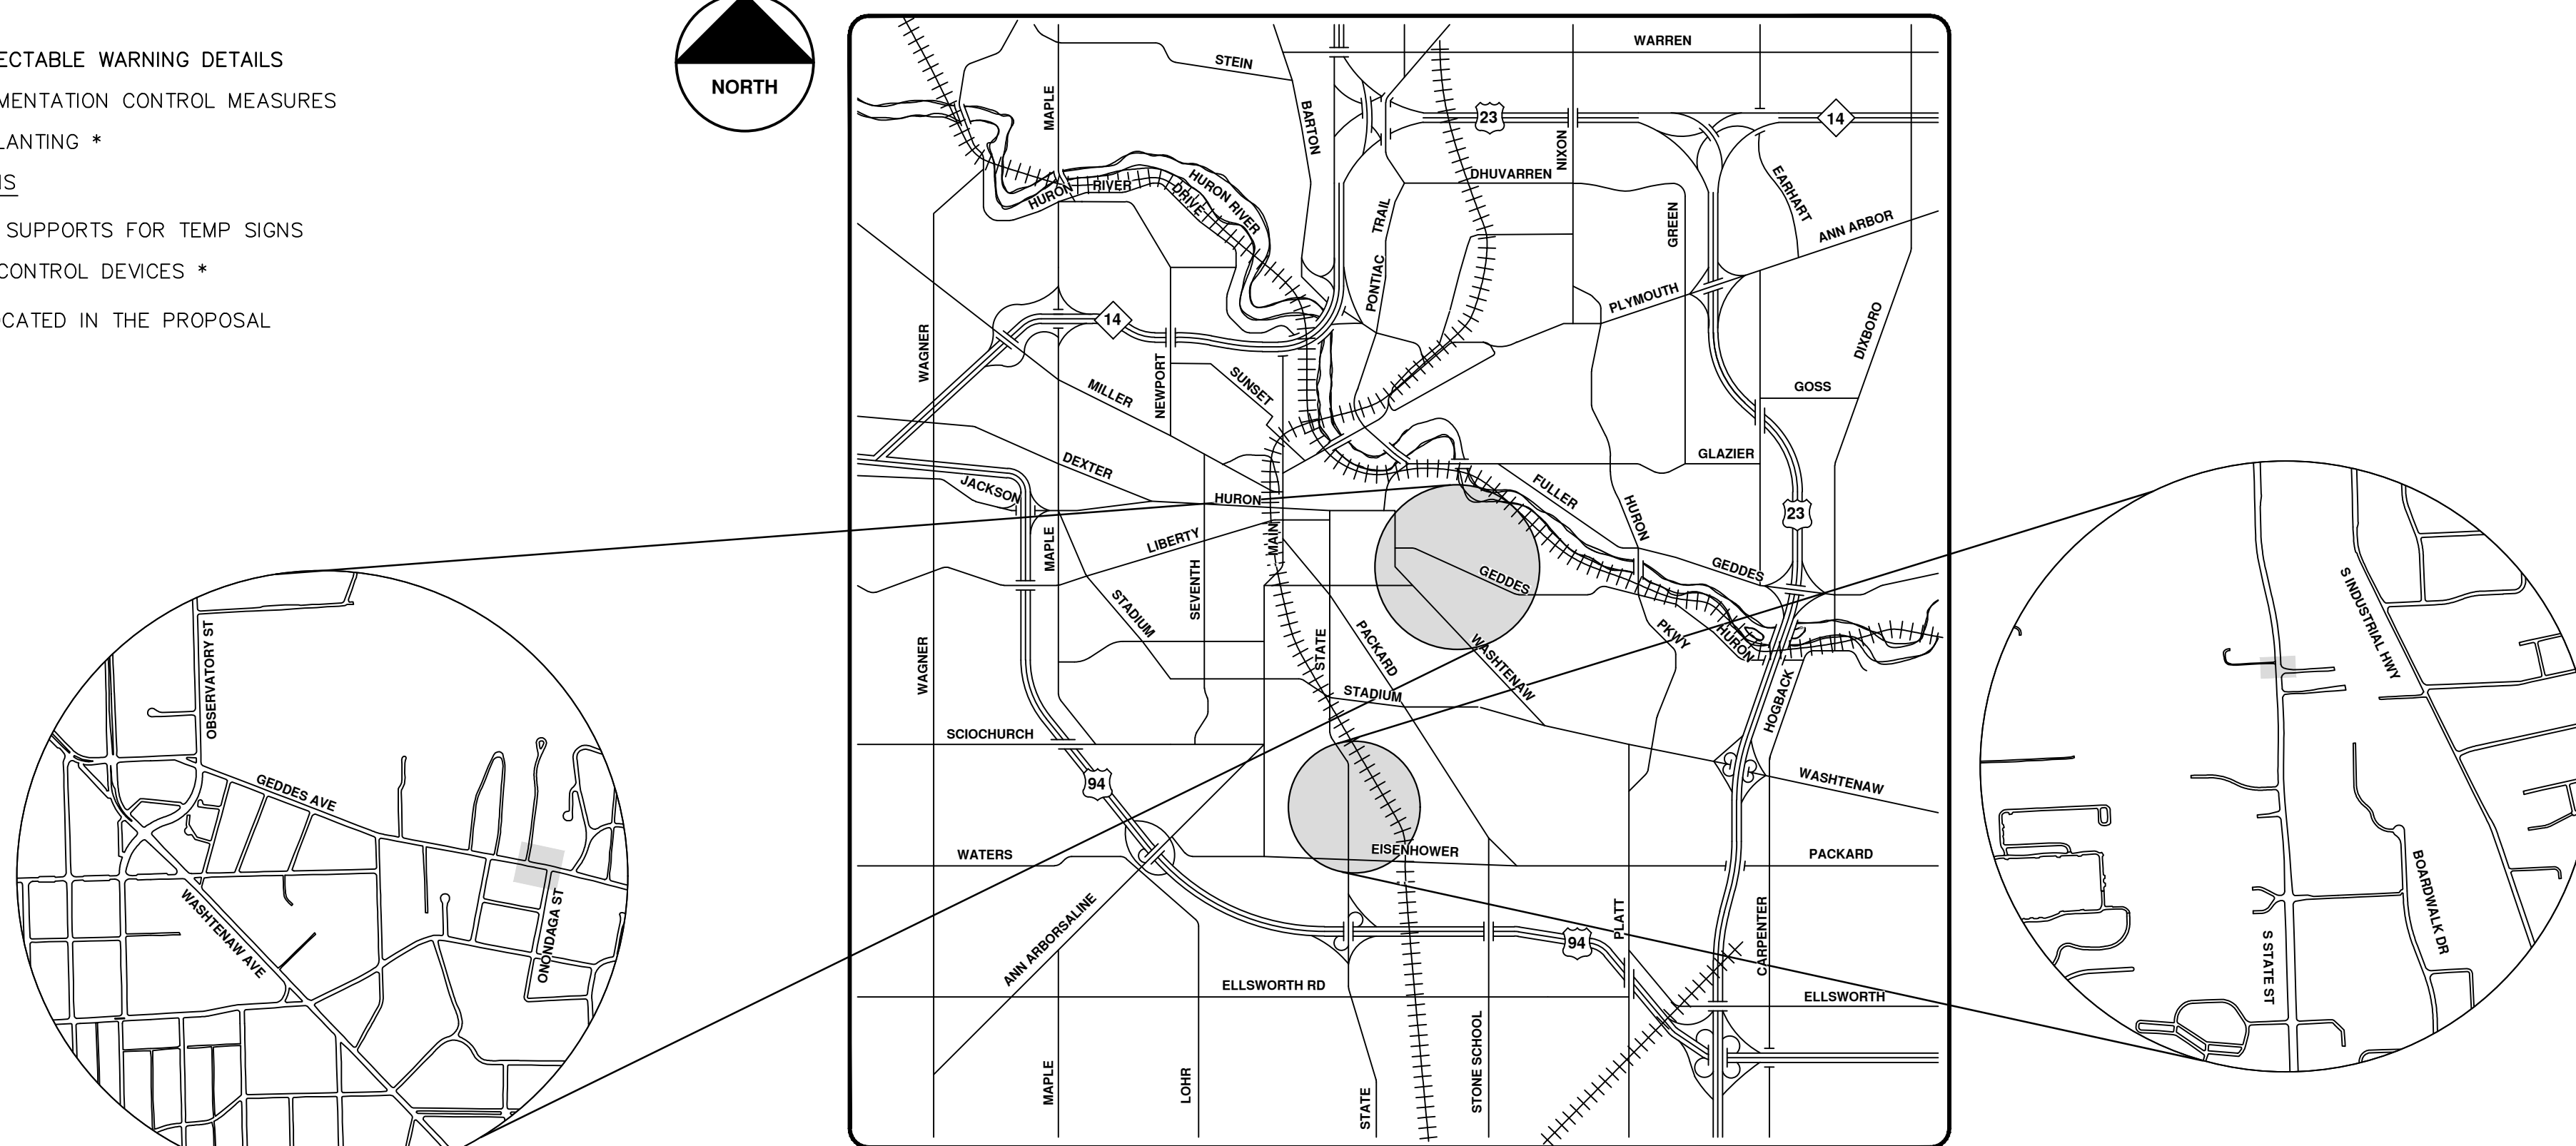 ECTABLE WARNING DETAILS
MENTATION CONTROL MEASURES
LANTING *
NS
SUPPORTS FOR TEMP SIGNS
CONTROL DEVICES *
OCATED IN THE PROPOSAL
NORTH
WARREN
STEIN
MAPLE
BARTON
23
NIXON
14
DHUVARREN
EARHART
HURON
RIVER
DRIVE
HURON RIVER
TRAIL
PONTIAC
GREEN
ANN ARBOR
PLYMOUTH
DIXBORO
14
WAGNER
NEWPORT
MILLER
SUNSET
GOSS
DEXTER
JACKSON
HURON
GLAZIER
FULLER
HURON
23
MAPLE
LIBERTY
MAIN
SEVENTH
STADIUM
GEDDES
GEDDES
WAGNER
STATE
PACKARD
WASHTENAW
PKWY
HURON
STADIUM
HOGBACK
SCIOCHURCH
94
WASHTENAW
WATERS
EISENHOWER
PACKARD
ANN ARBORSALINE
94
PLATT
CARPENTER
ELLSWORTH RD
ELLSWORTH
MAPLE
LOHR
STATE
STONE SCHOOL
OBSERVATORY ST
GEDDES AVE
WASHTENAW AVE
ONONDAGA ST
S INDUSTRIAL HWY
BOARDWALK DR
S STATE ST